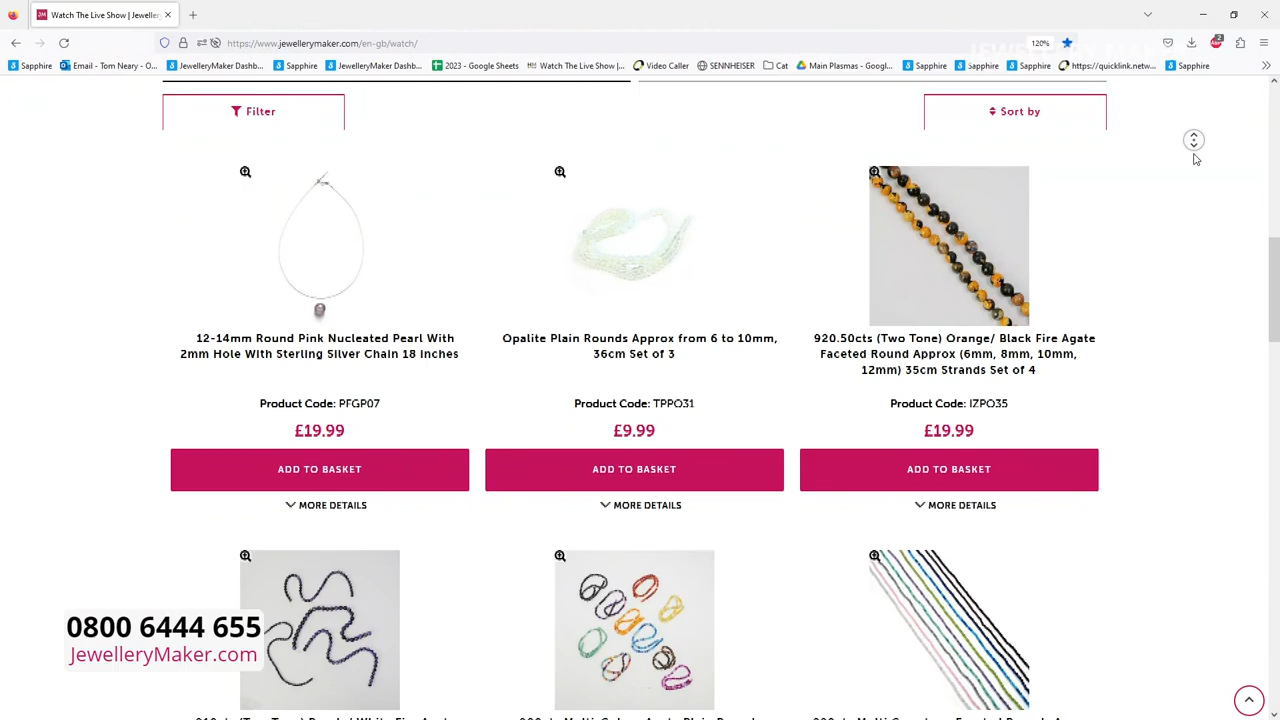 Watch The Live Show | Jeweller
https://www.jewellerymaker.com/en-gb/watch/
120%
2
Sapphire
Email - Tom Neary - O...
JewelleryMaker Dashb...
Sapphire
JewelleryMaker Dashb...
2023 - Google Sheets
Watch The Live Show |...
Video Caller
SENNHEISER
Cat
Main Plasmas - Googl...
Sapphire
Sapphire
https://quicklink.netw...
Sapphire
Filter
Sort by
12-14mm Round Pink Nucleated Pearl With
2mm Hole With Sterling Silver Chain 18 Inches
Product Code: PFGP07
£19.99
ADD TO BASKET
MORE DETAILS
Opalite Plain Rounds Approx from 6 to 10mm,
36cm Set of 3
Product Code: TPPO31
£9.99
ADD TO BASKET
MORE DETAILS
920.50cts (Two Tone) Orange/ Black Fire Agate
Faceted Round Approx (6mm, 8mm, 10mm,
12mm) 35cm Strands Set of 4
Product Code: IZPO35
£19.99
ADD TO BASKET
MORE DETAILS
0800 6444 655
JewelleryMaker.com